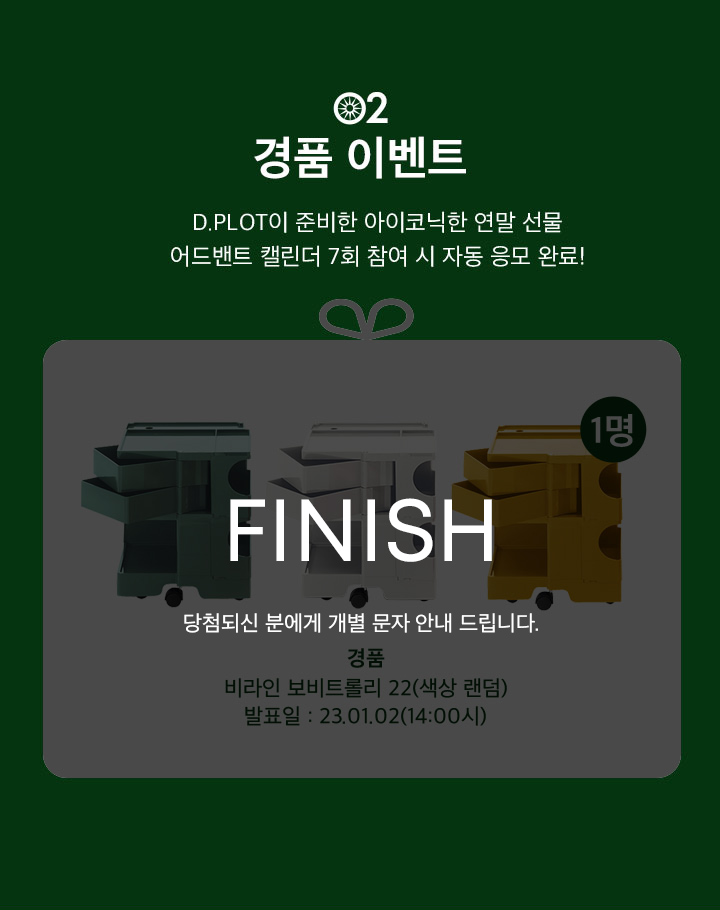 02
경품 이벤트
D.PLOT이 준비한 아이코닉한 연말 선물
어드밴트 캘린더 7회 참여 시 자동 응모 완료!
1명
FINISH
당첨되신 분에게 개별 문자 안내 드립니다.
경품
비라인 보비트롤리 22(색상 랜덤)
발표일 : 23.01.02(14:00시)